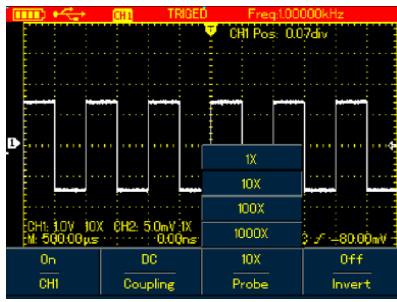 CH1 TRIGED Freq:1.00000kHz
T CH1 Pos: 0.07div
1
1X
10X
100X
1000X
CH1: 1.0V 10X CH2: 5.0mV 1X
M: 500.00μs 0.00ns -80.00mV
On DC 10X Off
CH1 Coupling Probe Invert